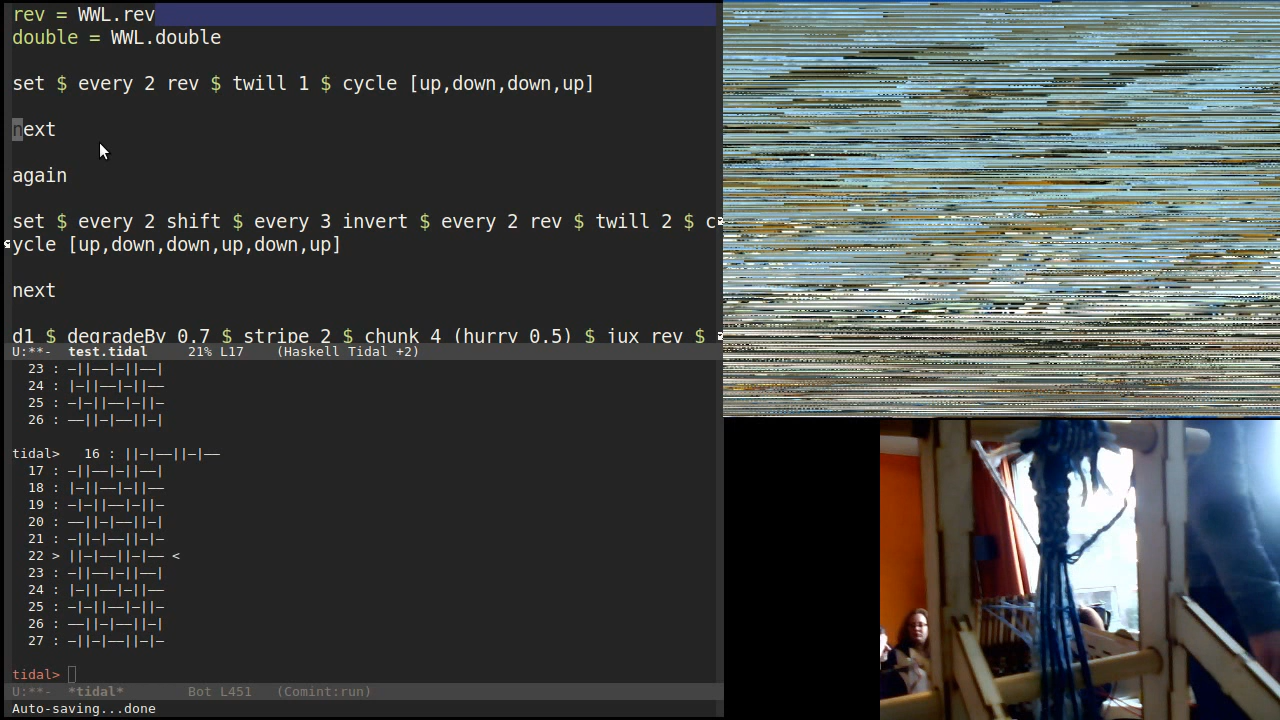 rev = WWL.rev
double = WWL.double
set $ every 2 rev $ twill 1 $ cycle [up,down,down,up]
next
again
set $ every 2 shift $ every 3 invert $ every 2 rev $ twill 2 $ c
ycle [up,down,down,up,down,up]
next
d1 $ degradeBy 0.7 $ stripe 2 $ chunk 4 (hurry 0.5) $ jux rev $
U:**-  test.tidal     21% L17    (Haskell Tidal +2)
23 : —||——|—||——|
24 : |—||——|—||——
25 : —|—||——|—||—
26 : ——||—|——||—|
tidal>   16 : ||—|——||—|——
17 : —||——|—||——|
18 : |—||——|—||——
19 : —|—||——|—||—
20 : ——||—|——||—|
21 : —||—|——||—|—
22 > ||—|——||—|—— <
23 : —||——|—||——|
24 : |—||——|—||——
25 : —|—||——|—||—
26 : ——||—|——||—|
27 : —||—|——||—|—
tidal>
U:**-  *tidal*        Bot L451   (Comint:run)
Auto-saving...done